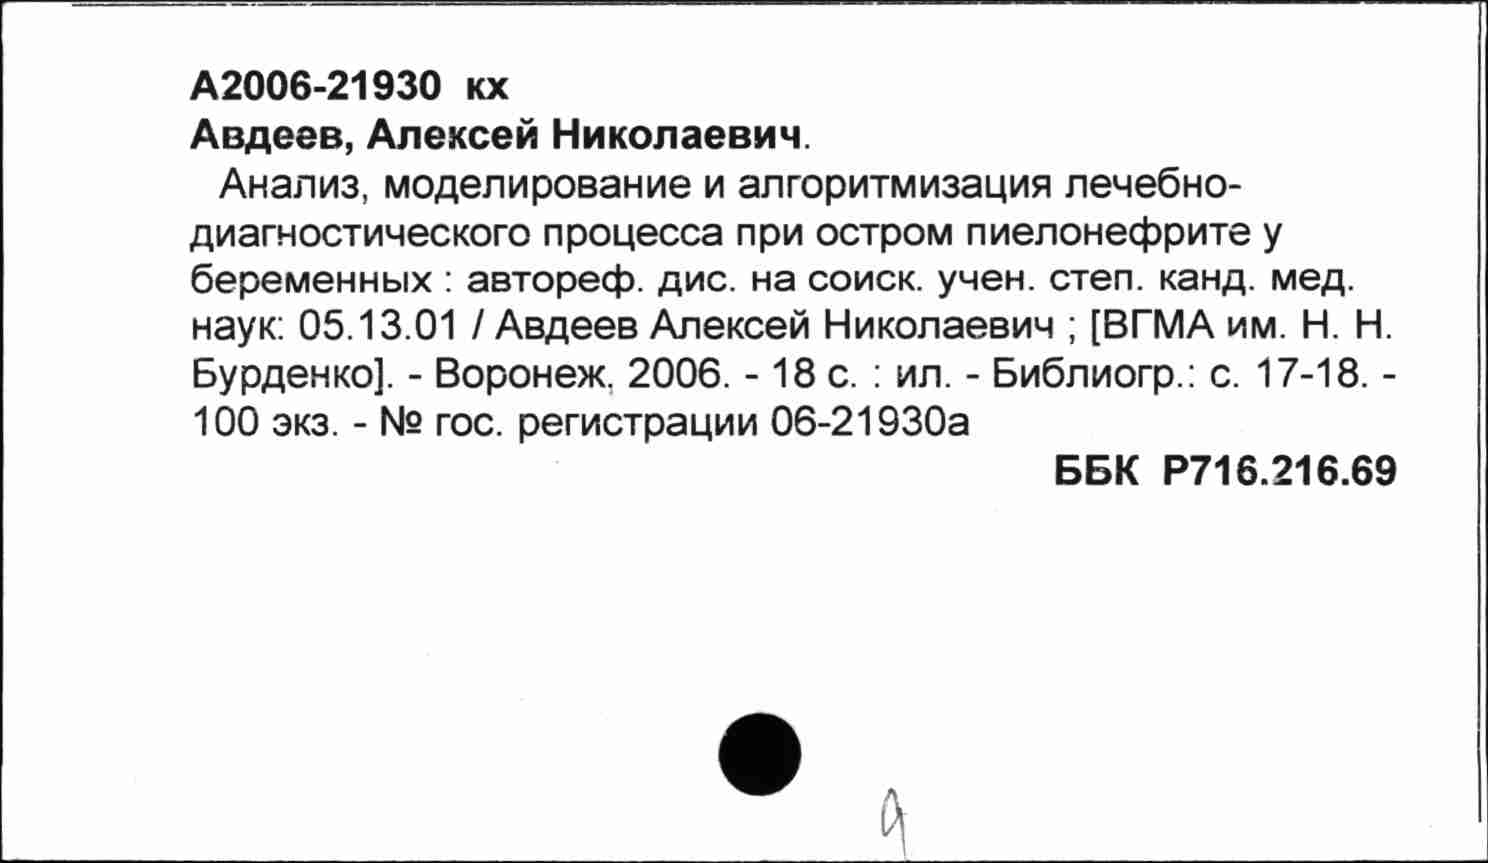 А2006-21930 кх
Авдеев, Алексей Николаевич.
Анализ, моделирование и алгоритмизация лечебно-
диагностического процесса при остром пиелонефрите у
беременных : автореф. дис. на соиск. учен. степ. канд. мед.
наук: 05.13.01 / Авдеев Алексей Николаевич ; [ВГМА им. Н. Н.
Бурденко]. - Воронеж, 2006. - 18 с. : ил. - Библиогр.: с. 17-18. -
100 экз. - № гос. регистрации 06-21930а
ББК Р716.216.69